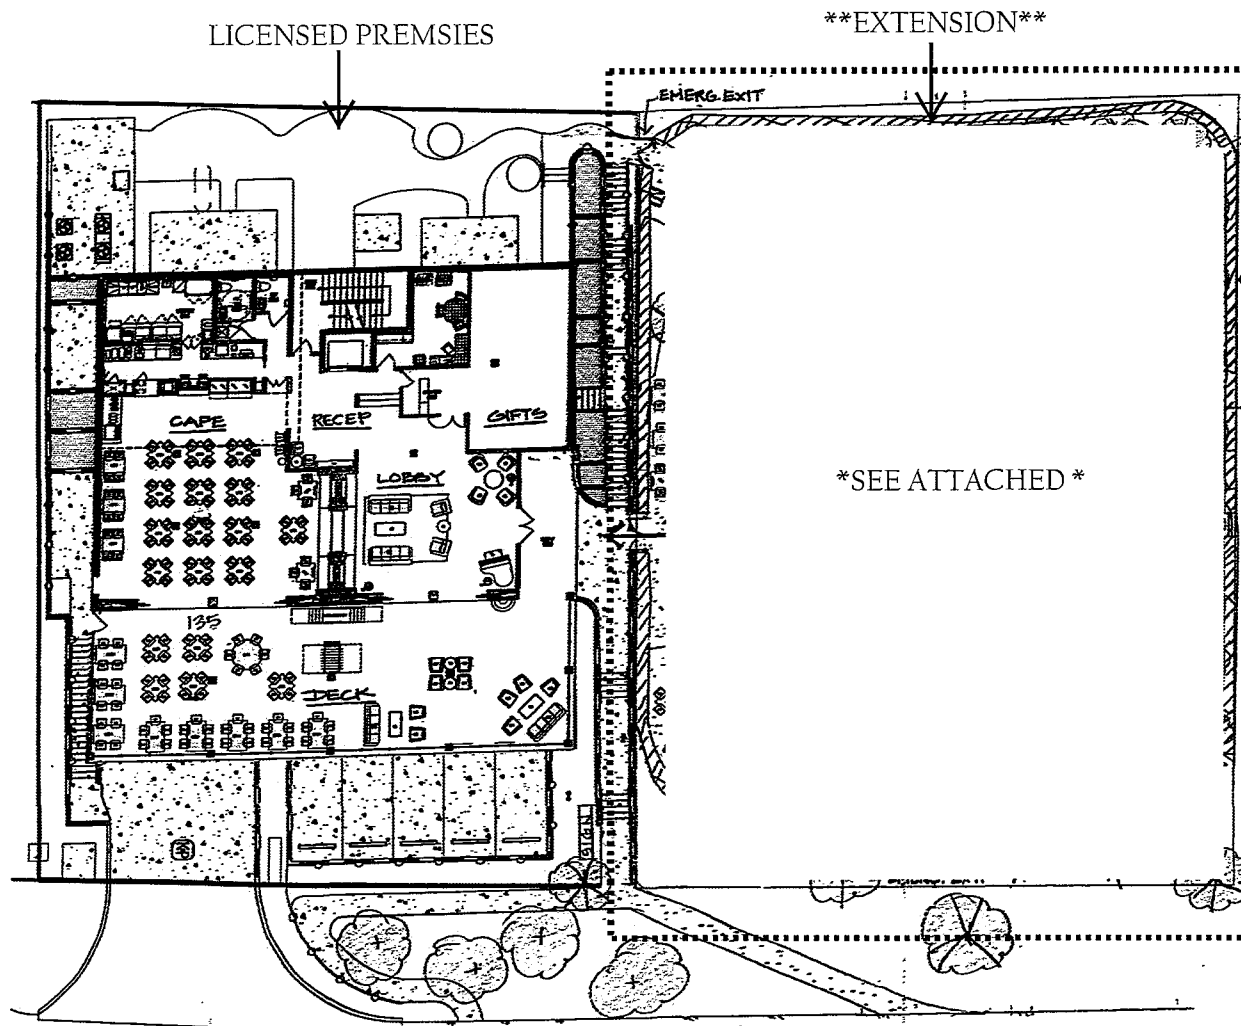 LICENSED PREMSIES
**EXTENSION**
EMERG. EXIT
CAFE
RECEP
GIFTS
LOBBY
*SEE ATTACHED *
135
DECK